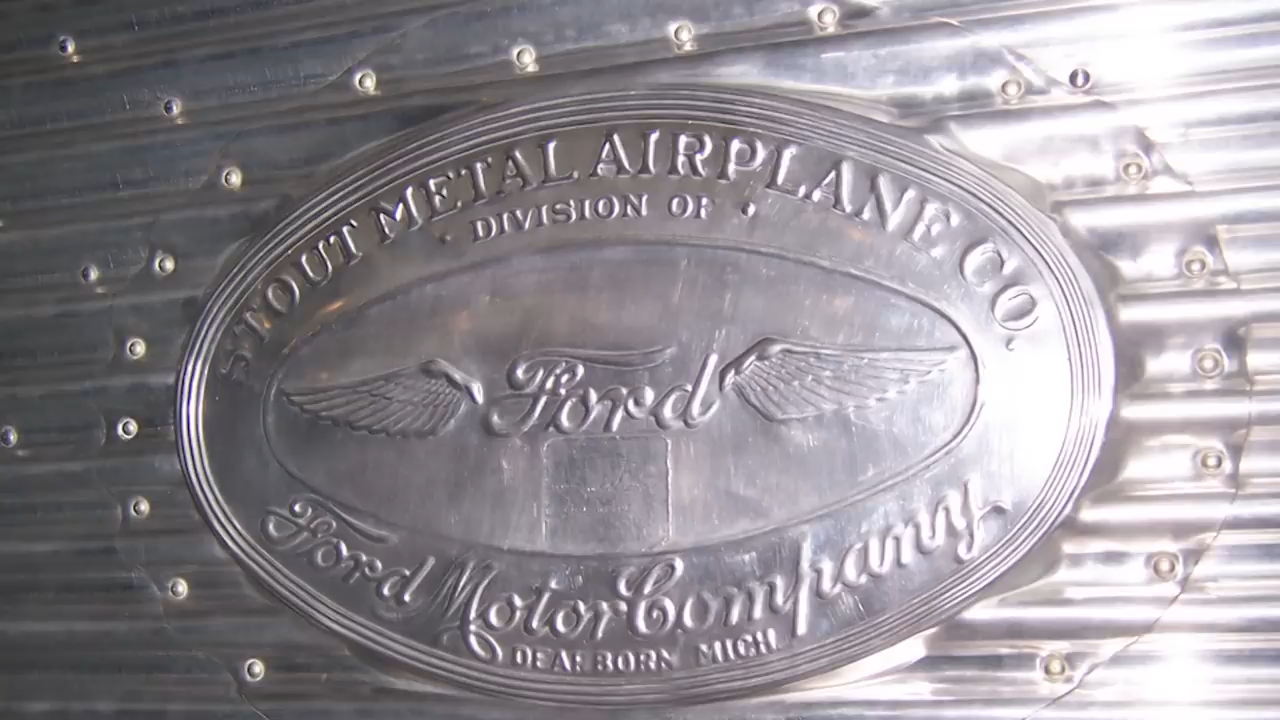 STOUT METAL AIRPLANE CO.
· DIVISION OF ·
Ford
Ford Motor Company
DEARBORN MICH.